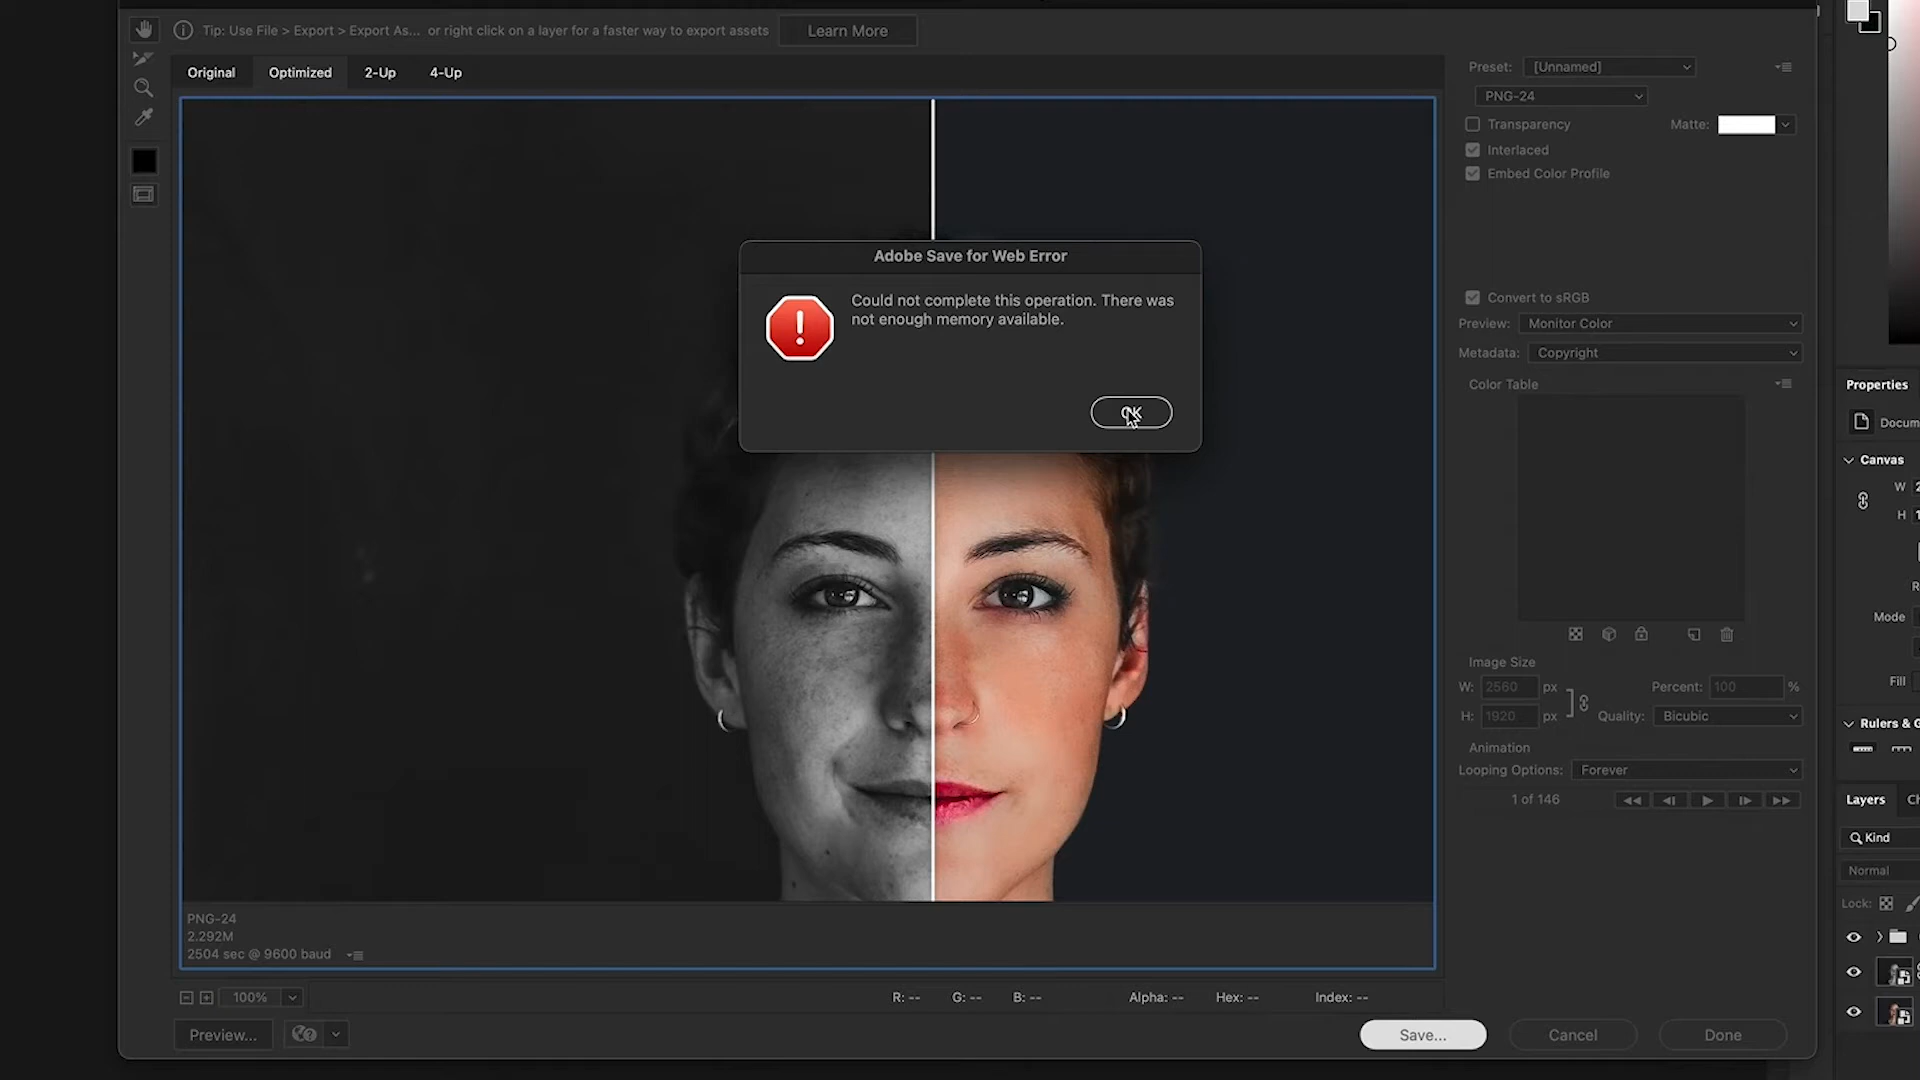 Tip: Use File > Export > Export As... or right click on a layer for a faster way to export assets
Learn More
Original
Optimized
2-Up
4-Up
Preset: [Unnamed]
PNG-24
Transparency
Matte:
Interlaced
Embed Color Profile
Adobe Save for Web Error
Could not complete this operation. There was
not enough memory available.
OK
Convert to sRGB
Preview: Monitor Color
Metadata: Copyright
Color Table
Image Size
W: 2560 px
Percent: 100 %
H: 1920 px
Quality: Bicubic
Animation
Looping Options: Forever
1 of 146
PNG-24
2.292M
2504 sec @ 9600 baud
100%
R: --
G: --
B: --
Alpha: --
Hex: --
Index: --
Preview...
Save...
Cancel
Done
Properties
Docum
Canvas
W 2
H 1
R
Mode
Fill
Rulers & G
Layers
Ch
Kind
Normal
Lock: